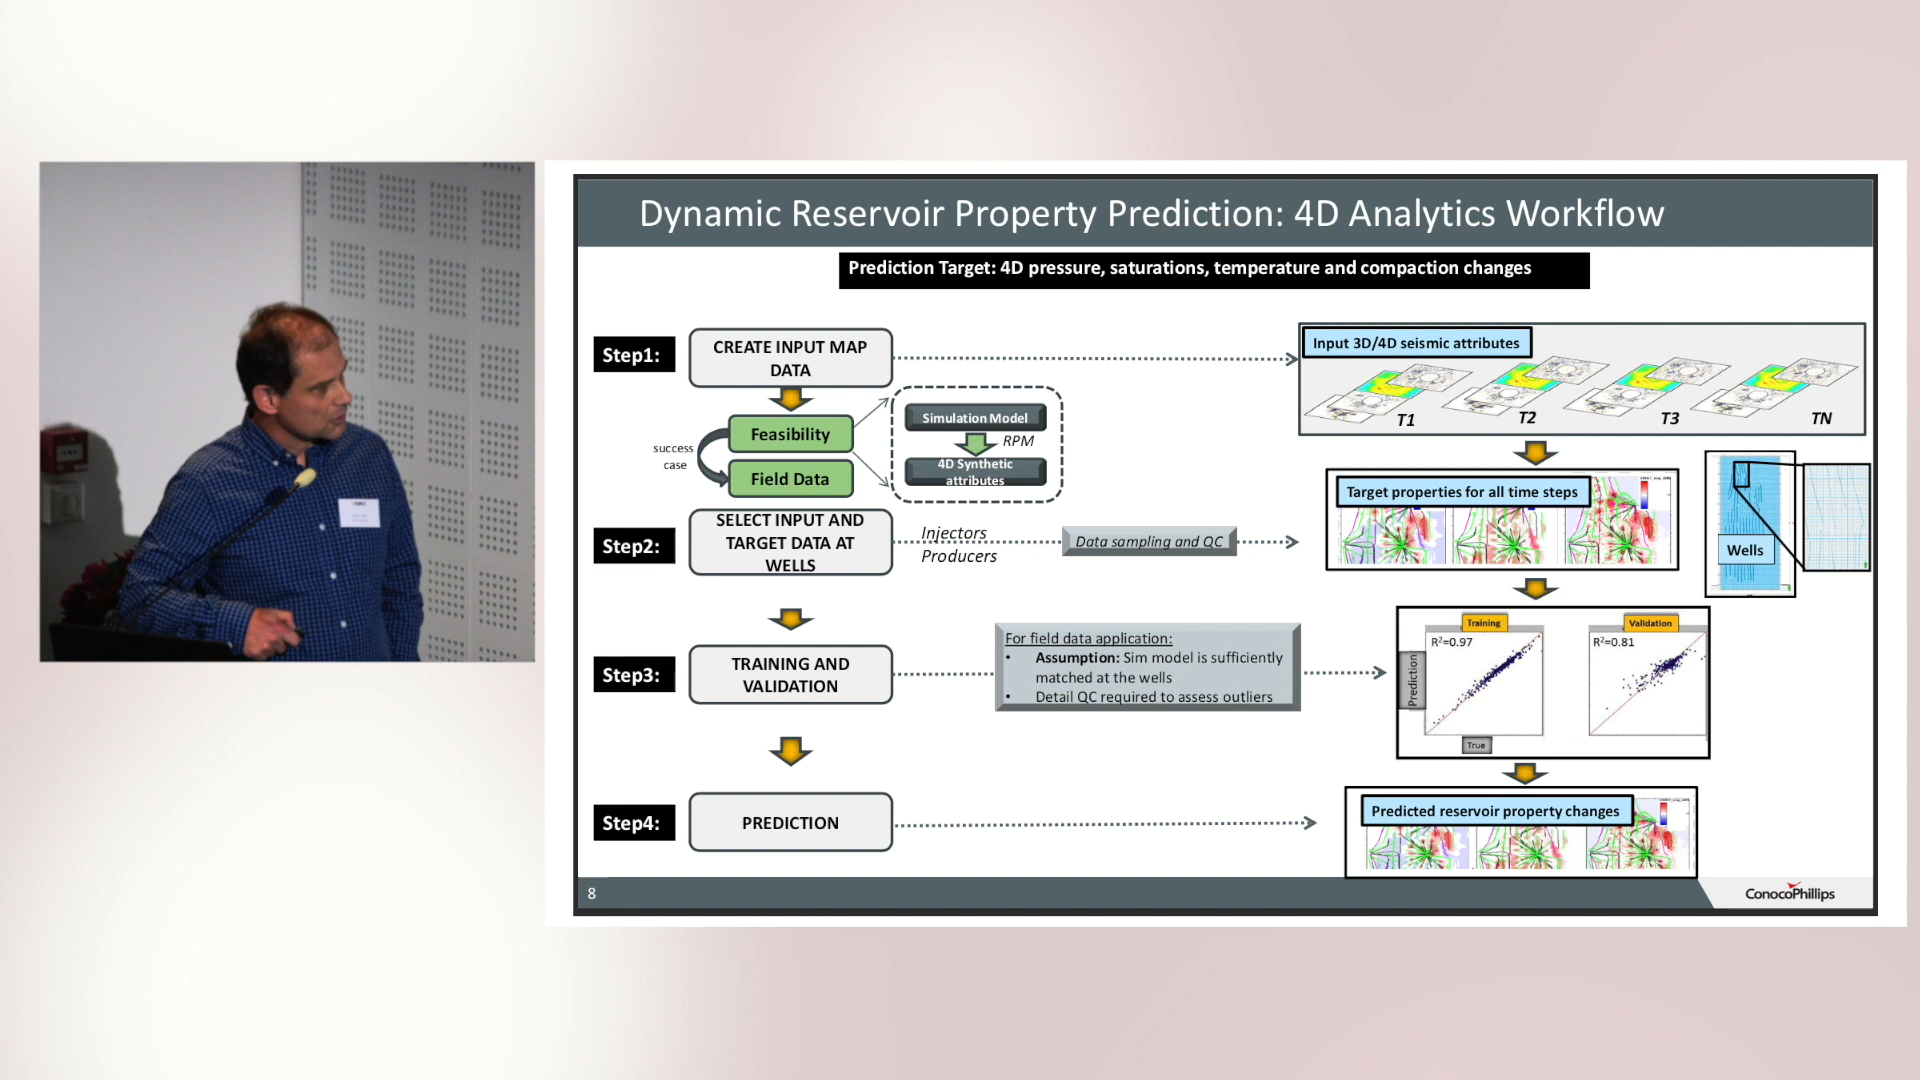 Dynamic Reservoir Property Prediction: 4D Analytics Workflow
Prediction Target: 4D pressure, saturations, temperature and compaction changes
Step1:
CREATE INPUT MAP
DATA
Input 3D/4D seismic attributes
T1
T2
T3
TN
success
case
Feasibility
Field Data
Simulation Model
RPM
4D Synthetic
attributes
Step2:
SELECT INPUT AND
TARGET DATA AT
WELLS
Injectors
Producers
Data sampling and QC
Target properties for all time steps
Wells
Step3:
TRAINING AND
VALIDATION
For field data application:
• Assumption: Sim model is sufficiently
matched at the wells
• Detail QC required to assess outliers
Training
Validation
R²=0.97
R²=0.81
Prediction
True
Step4:
PREDICTION
Predicted reservoir property changes
8
ConocoPhillips